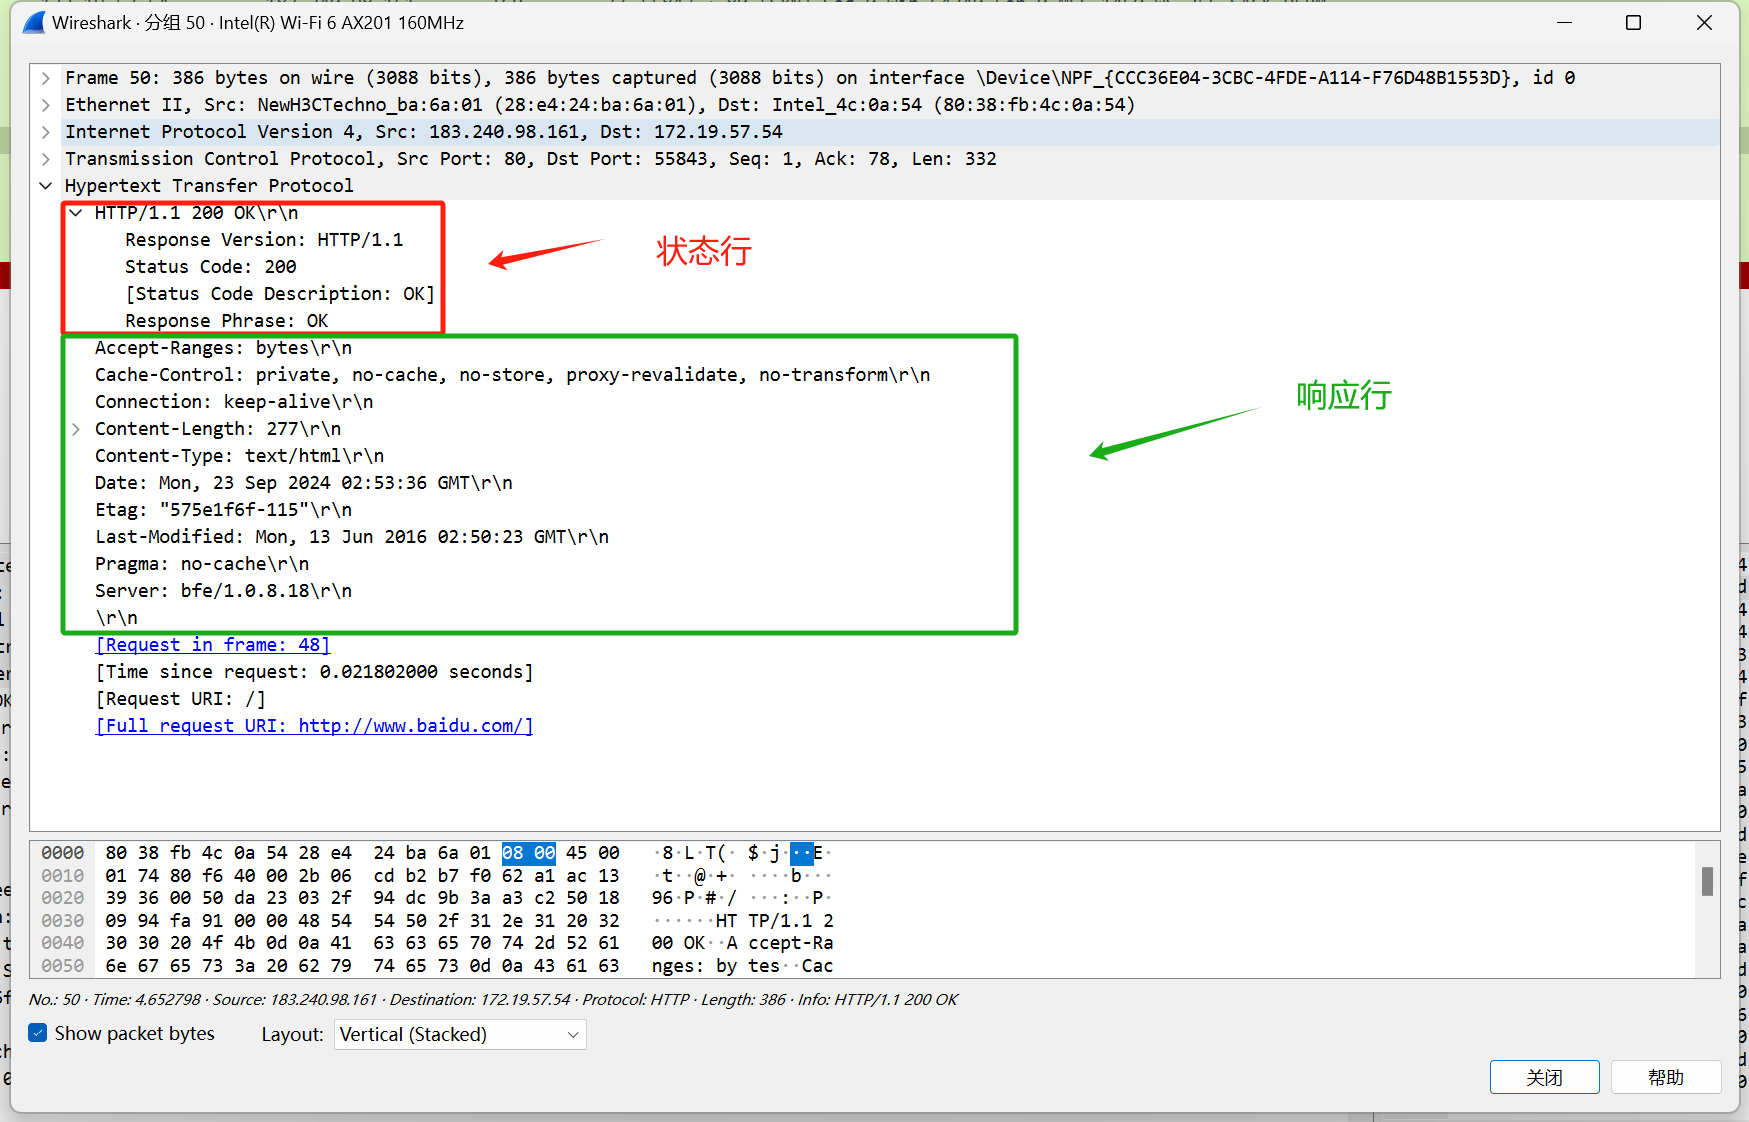 Wireshark · 分组 50 · Intel(R) Wi-Fi 6 AX201 160MHz
Frame 50: 386 bytes on wire (3088 bits), 386 bytes captured (3088 bits) on interface \Device\NPF_{CCC36E04-3CBC-4FDE-A114-F76D48B1553D}, id 0
Ethernet II, Src: NewH3CTechno_ba:6a:01 (28:e4:24:ba:6a:01), Dst: Intel_4c:0a:54 (80:38:fb:4c:0a:54)
Internet Protocol Version 4, Src: 183.240.98.161, Dst: 172.19.57.54
Transmission Control Protocol, Src Port: 80, Dst Port: 55843, Seq: 1, Ack: 78, Len: 332
Hypertext Transfer Protocol
HTTP/1.1 200 OK\r\n
Response Version: HTTP/1.1
Status Code: 200
[Status Code Description: OK]
Response Phrase: OK
状态行
Accept-Ranges: bytes\r\n
Cache-Control: private, no-cache, no-store, proxy-revalidate, no-transform\r\n
Connection: keep-alive\r\n
Content-Length: 277\r\n
Content-Type: text/html\r\n
Date: Mon, 23 Sep 2024 02:53:36 GMT\r\n
Etag: "575e1f6f-115"\r\n
Last-Modified: Mon, 13 Jun 2016 02:50:23 GMT\r\n
Pragma: no-cache\r\n
Server: bfe/1.0.8.18\r\n
\r\n
响应行
[Request in frame: 48]
[Time since request: 0.021802000 seconds]
[Request URI: /]
[Full request URI: http://www.baidu.com/]
0000 80 38 fb 4c 0a 54 28 e4 24 ba 6a 01 08 00 45 00 ·8·L·T(· $·j···E·
0010 01 74 80 f6 40 00 2b 06 cd b2 b7 f0 62 a1 ac 13 ·t··@·+· ····b···
0020 39 36 00 50 da 23 03 2f 94 dc 9b 3a a3 c2 50 18 96·P·#·/ ···:··P·
0030 09 94 fa 91 00 00 48 54 54 50 2f 31 2e 31 20 32 ······HT TP/1.1 2
0040 30 30 20 4f 4b 0d 0a 41 63 63 65 70 74 2d 52 61 00 OK··A ccept-Ra
0050 6e 67 65 73 3a 20 62 79 74 65 73 0d 0a 43 61 63 nges: by tes··Cac
No.: 50 · Time: 4.652798 · Source: 183.240.98.161 · Destination: 172.19.57.54 · Protocol: HTTP · Length: 386 · Info: HTTP/1.1 200 OK
Show packet bytes Layout: Vertical (Stacked)
关闭 帮助